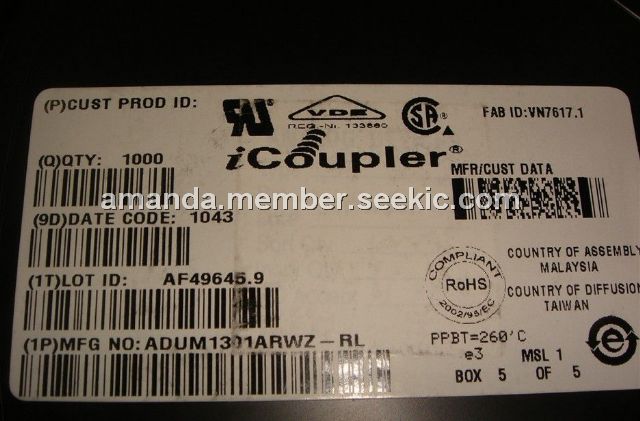 (P)CUST PROD ID:
VDE
REG.-Nr. 133860
SA
FAB ID:VN7617.1
iCoupler®
(Q)QTY: 1000
MFR/CUST DATA
amanda.member.seekic.com
(9D)DATE CODE: 1043
COMPLIANT
RoHS
2002/95/EC
COUNTRY OF ASSEMBLY
MALAYSIA
(1T)LOT ID: AF49645.9
COUNTRY OF DIFFUSION
TAIWAN
(1P)MFG NO: ADUM1301ARWZ-RL
PPBT=260'C
e3 MSL 1
BOX 5 OF 5
e